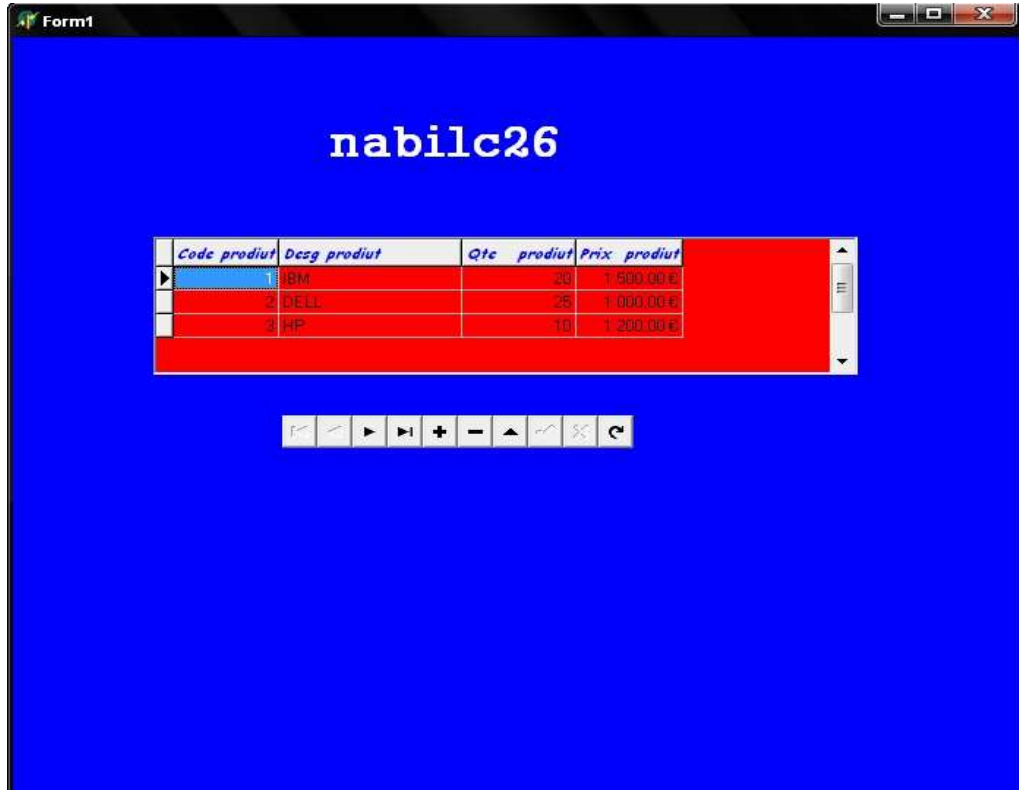 Form1
nabilc26
Code prodiut Desg prodiut Qte prodiut Prix prodiut
1 IBM 20 1 500,00 €
2 DELL 25 1 000,00 €
3 HP 10 1 200,00 €